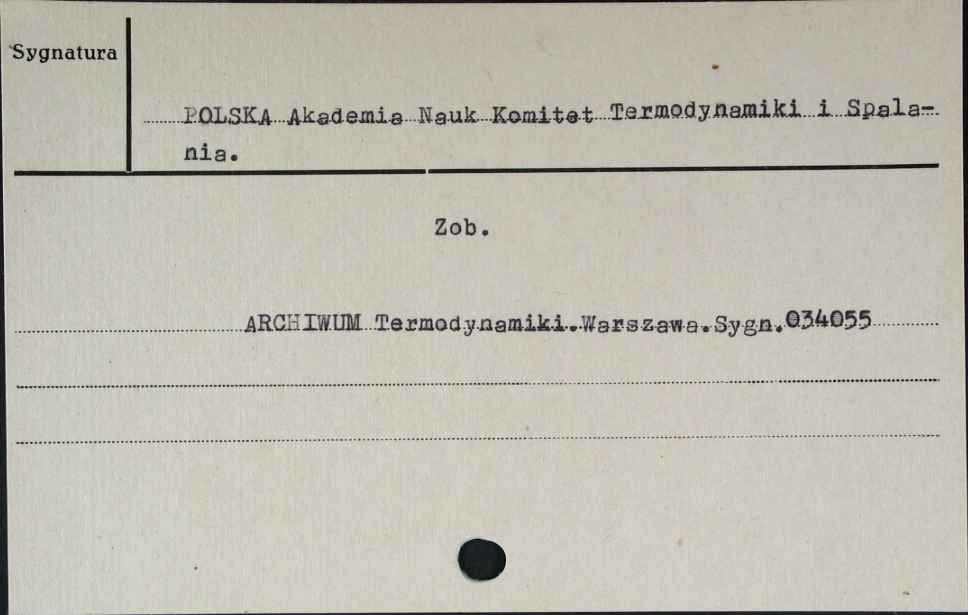 Sygnatura
POLSKA Akademia Nauk Komitet Termodynamiki i Spala-
nia.
Zob.
ARCHIWUM Termodynamiki.Warszawa.Sygn.034055